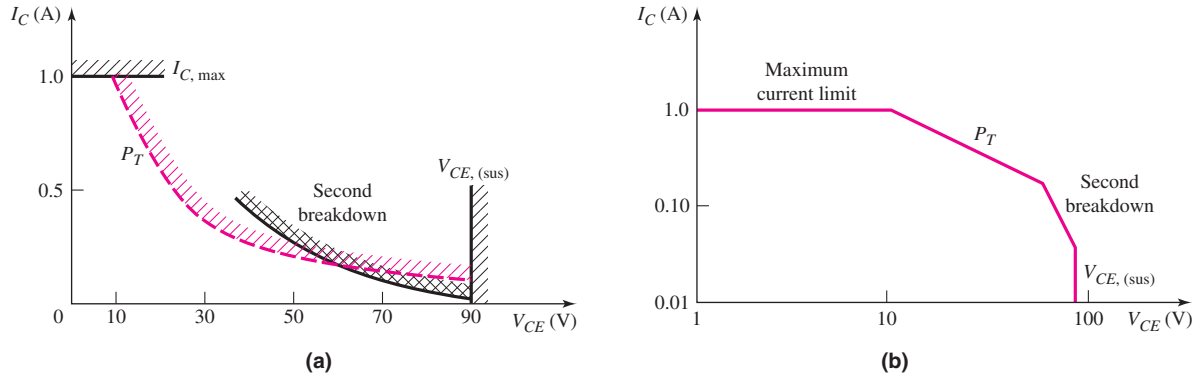 I_C (A)
1.0
I_C, max
P_T
V_CE, (sus)
0.5
Second
breakdown
0
10
30
50
70
90
V_CE (V)
(a)
I_C (A)
Maximum
current limit
1.0
P_T
Second
breakdown
0.10
V_CE, (sus)
0.01
1
10
100
V_CE (V)
(b)